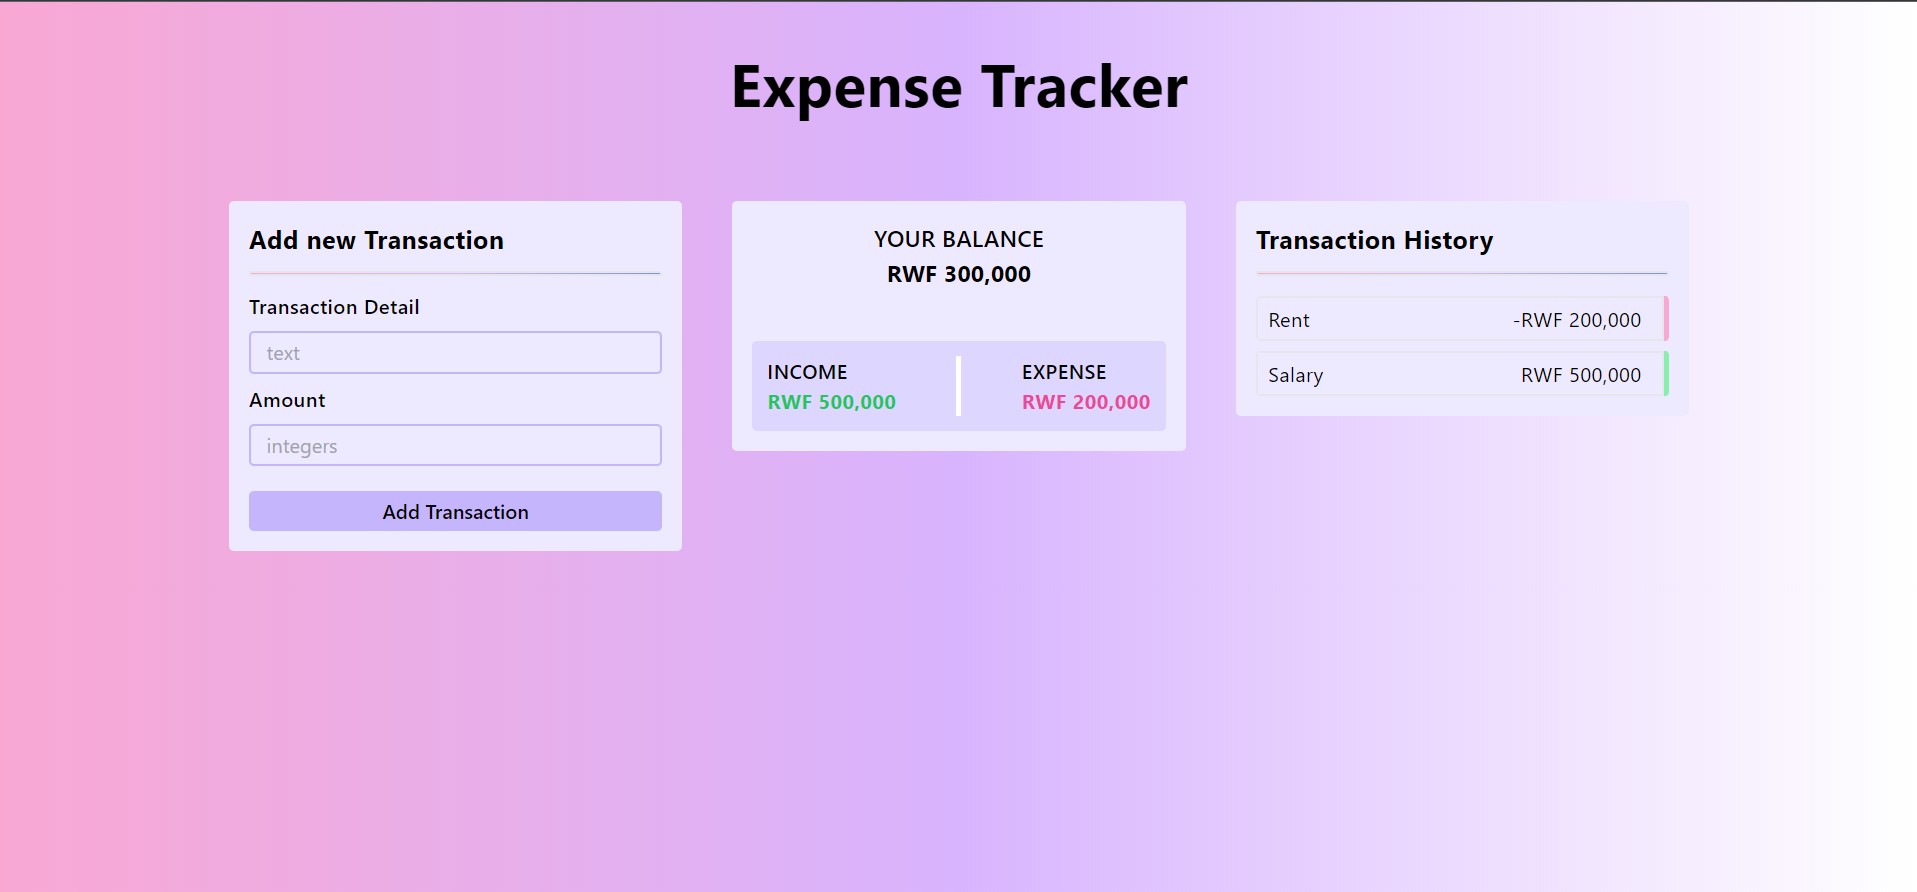 Expense Tracker
Add new Transaction
Transaction Detail
text
Amount
integers
Add Transaction
YOUR BALANCE
RWF 300,000
INCOME
RWF 500,000
EXPENSE
RWF 200,000
Transaction History
Rent -RWF 200,000
Salary RWF 500,000